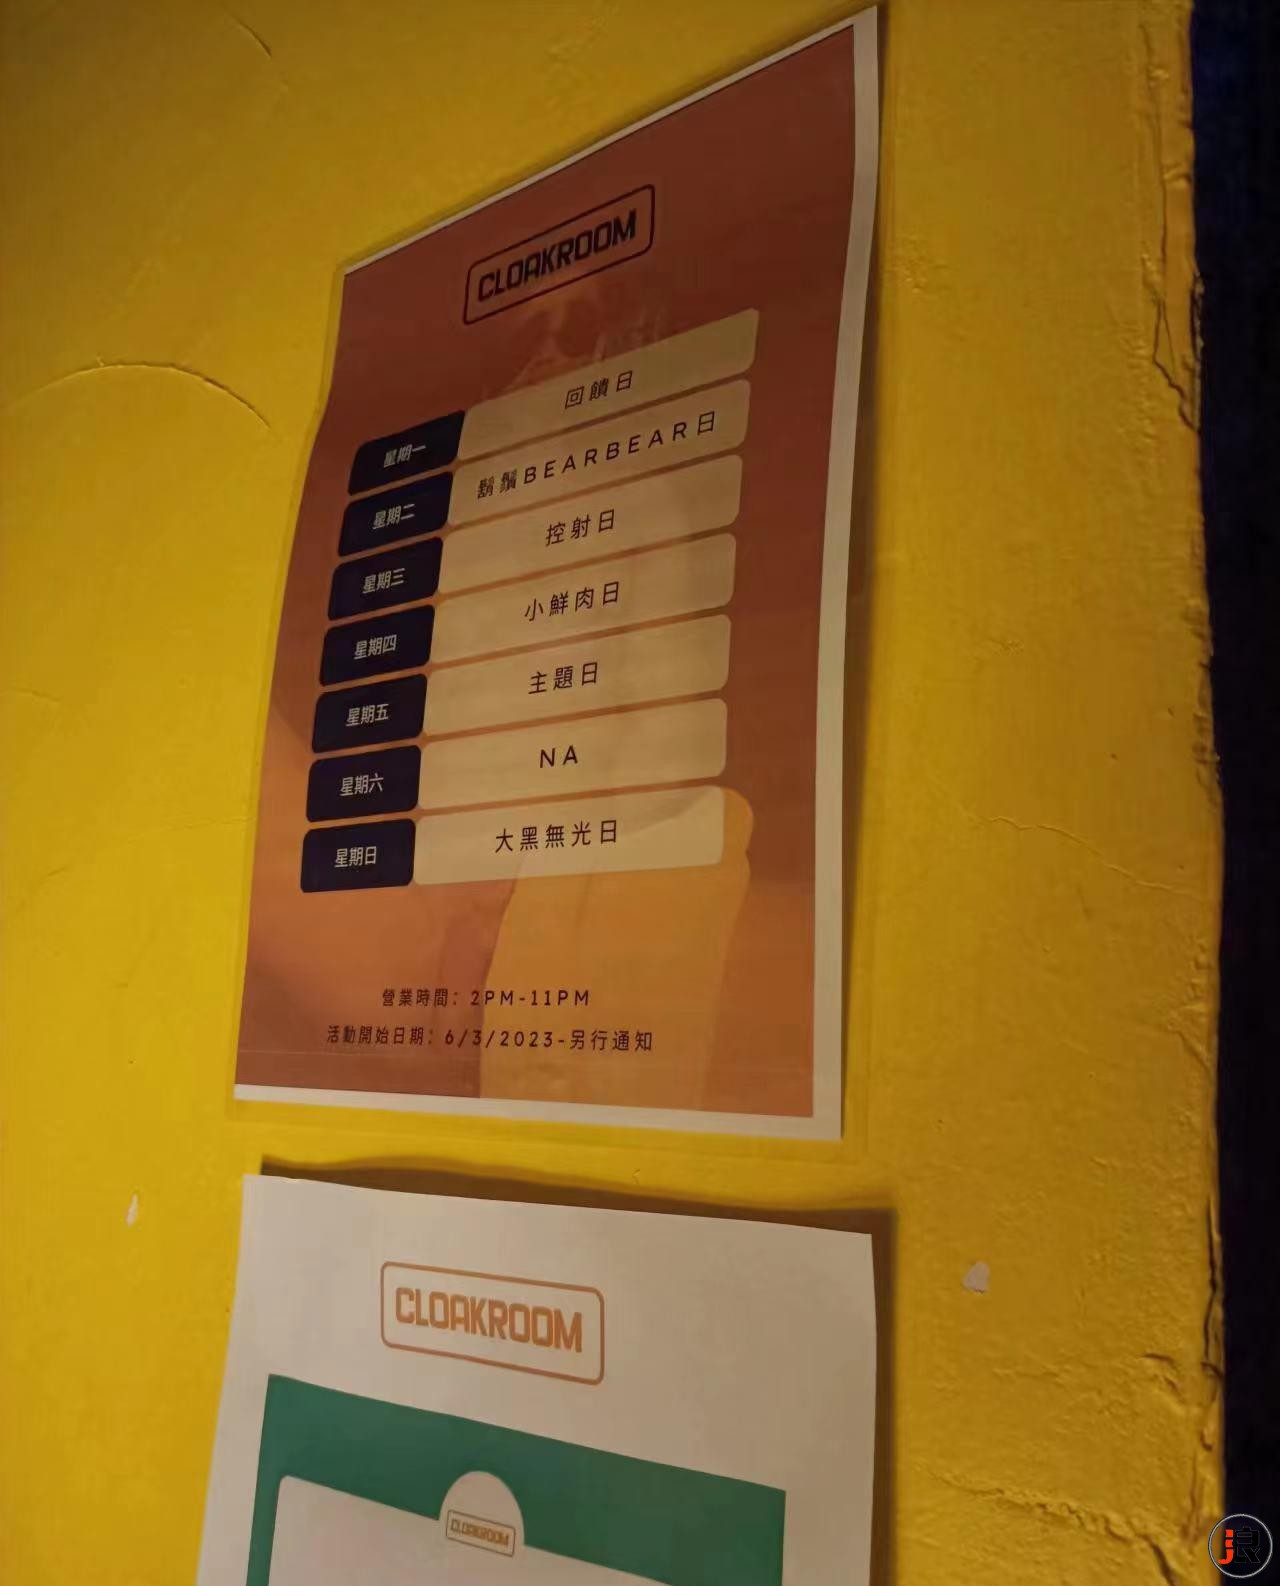 CLOAKROOM
星期一 回饋日
星期二 鬍鬚BEARBEAR日
星期三 控射日
星期四 小鮮肉日
星期五 主題日
星期六 NA
星期日 大黑無光日
營業時間：2PM-11PM
活動開始日期：6/3/2023-另行通知
CLOAKROOM
CLOAKROOM